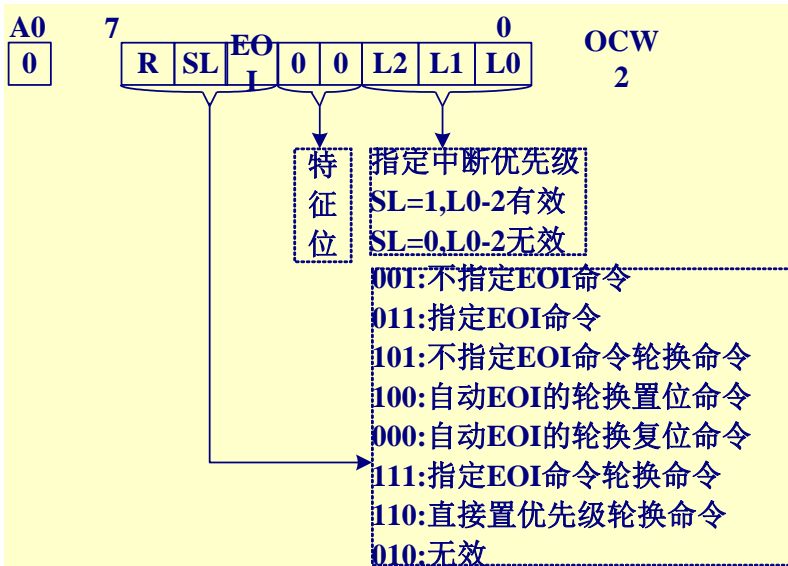 A0 7 0 OCW 2
0 R SL EOI 0 0 L2 L1 L0
特征位
指定中断优先级
SL=1,L0-2有效
SL=0,L0-2无效
001:不指定EOI命令
011:指定EOI命令
101:不指定EOI命令轮换命令
100:自动EOI的轮换置位命令
000:自动EOI的轮换复位命令
111:指定EOI命令轮换命令
110:直接置优先级轮换命令
010:无效